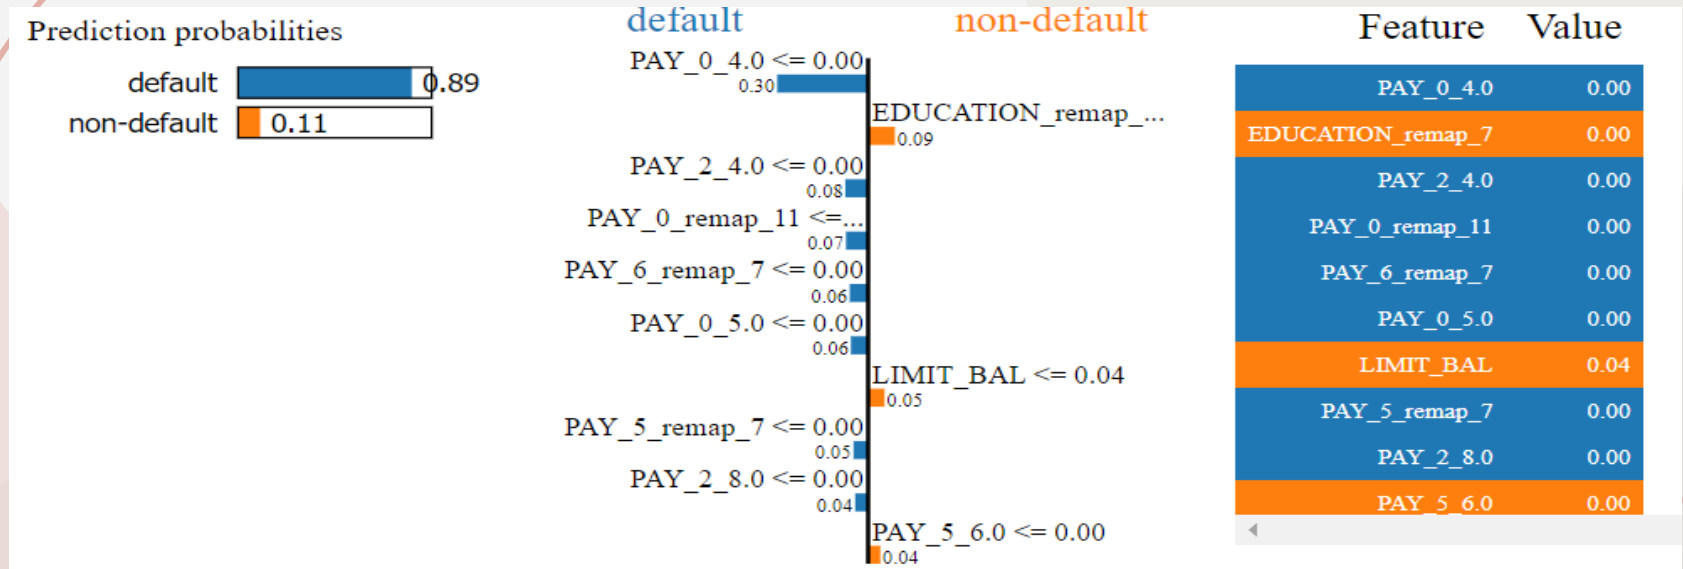 Prediction probabilities
default 0.89
non-default 0.11
default non-default
PAY_0_4.0 <= 0.00
0.30
EDUCATION_remap_...
0.09
PAY_2_4.0 <= 0.00
0.08
PAY_0_remap_11 <=...
0.07
PAY_6_remap_7 <= 0.00
0.06
PAY_0_5.0 <= 0.00
0.06
LIMIT_BAL <= 0.04
0.05
PAY_5_remap_7 <= 0.00
0.05
PAY_2_8.0 <= 0.00
0.04
PAY_5_6.0 <= 0.00
0.04
Feature Value
PAY_0_4.0 0.00
EDUCATION_remap_7 0.00
PAY_2_4.0 0.00
PAY_0_remap_11 0.00
PAY_6_remap_7 0.00
PAY_0_5.0 0.00
LIMIT_BAL 0.04
PAY_5_remap_7 0.00
PAY_2_8.0 0.00
PAY_5_6.0 0.00